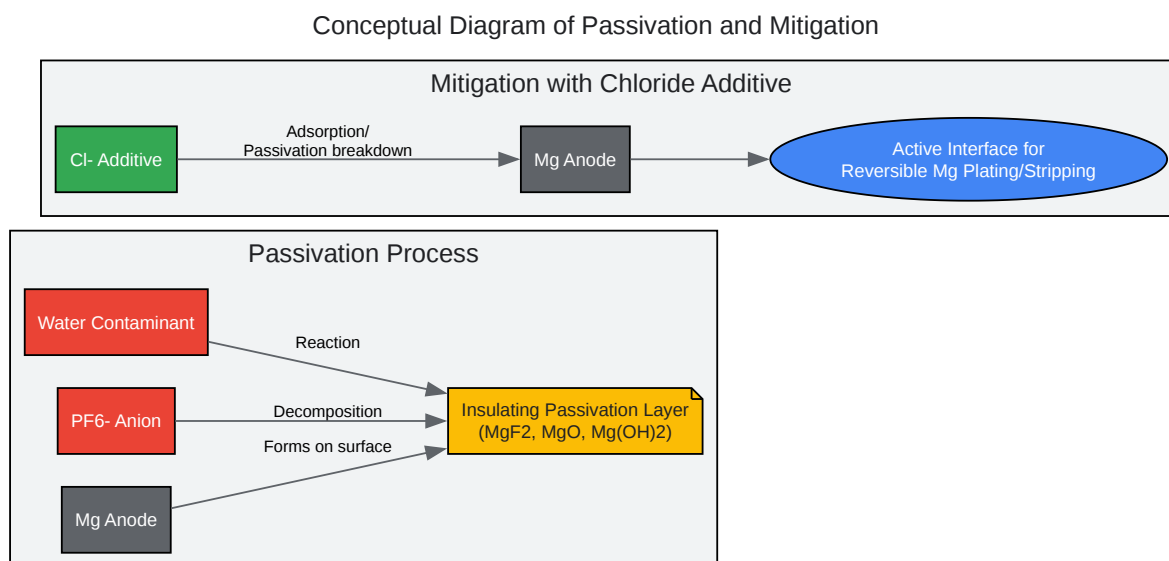 Conceptual Diagram of Passivation and Mitigation
Mitigation with Chloride Additive
Cl- Additive
Adsorption/
Passivation breakdown
Mg Anode
Active Interface for
Reversible Mg Plating/Stripping
Passivation Process
Water Contaminant
Reaction
PF6- Anion
Decomposition
Insulating Passivation Layer
(MgF2, MgO, Mg(OH)2)
Forms on surface
Mg Anode